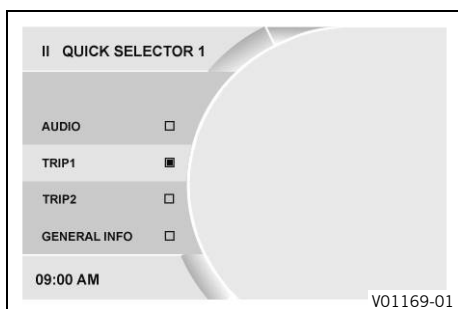 II QUICK SELECTOR 1
AUDIO
TRIP1
TRIP2
GENERAL INFO
09:00 AM
V01169-01